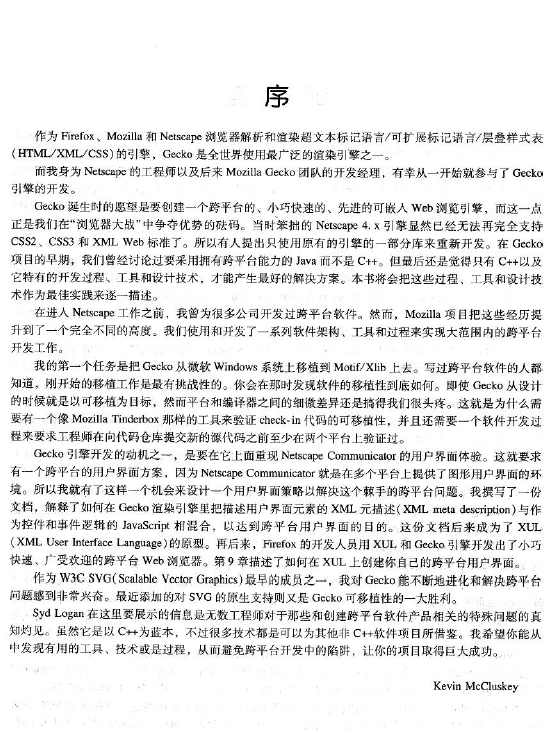 序
作为 Firefox、Mozilla 和 Netscape 浏览器解析和渲染超文本标记语言/可扩展标记语言/层叠样式表
(HTML/XML/CSS)的引擎，Gecko 是全世界使用最广泛的渲染引擎之一。
而我身为 Netscape 的工程师以及后来 Mozilla Gecko 团队的开发经理，有幸从一开始就参与了 Gecko
引擎的开发。
Gecko 诞生时的愿望是要创建一个跨平台的、小巧快速的、先进的可嵌入 Web 浏览引擎，而这一点
正是我们在“浏览器大战”中争夺优势的砝码。当时笨拙的 Netscape 4.x 引擎显然已经无法再完全支持
CSS2、CSS3 和 XML Web 标准了。所以有人提出只使用原有的引擎的一部分库来重新开发。在 Gecko
项目的早期，我们曾经讨论过要采用拥有跨平台能力的 Java 而不是 C++。但最后还是觉得只有 C++以及
它特有的开发过程、工具和设计技术，才能产生最好的解决方案。本书将会把这些过程、工具和设计技
术作为最佳实践来逐一描述。
在进入 Netscape 工作之前，我曾为很多公司开发过跨平台软件。然而，Mozilla 项目把这些经历提
升到了一个完全不同的高度。我们使用和开发了一系列软件架构、工具和过程来实现大范围内的跨平台
开发工作。
我的第一个任务是把 Gecko 从微软 Windows 系统上移植到 Motif/Xlib 上去。写过跨平台软件的人都
知道，刚开始的移植工作是最有挑战性的。你会在那时发现软件的移植性到底如何。即使 Gecko 从设计
的时候就是以可移植为目标，然而平台和编译器之间的细微差异还是搞得我们很头疼。这就是为什么需
要有一个像 Mozilla Tinderbox 那样的工具来验证 check-in 代码的可移植性，并且还需要一个软件开发过
程来要求工程师在向代码仓库提交新的源代码之前至少在两个平台上验证过。
Gecko 引擎开发的动机之一，是要在它上面重现 Netscape Communicator 的用户界面体验。这就要求
有一个跨平台的用户界面方案，因为 Netscape Communicator 就是在多个平台上提供了图形用户界面的环
境。所以我就有了这样一个机会来设计一个用户界面策略以解决这个棘手的跨平台问题。我撰写了一份
文档，解释了如何在 Gecko 渲染引擎里把描述用户界面元素的 XML 元描述(XML meta description)与作
为控件和事件逻辑的 JavaScript 相混合，以达到跨平台用户界面的目的。这份文档后来成为了 XUL
(XML User Interface Language)的原型。再后来，Firefox 的开发人员用 XUL 和 Gecko 引擎开发出了小巧
快速、广受欢迎的跨平台 Web 浏览器。第 9 章描述了如何在 XUL 上创建你自己的跨平台用户界面。
作为 W3C SVG(Scalable Vector Graphics)最早的成员之一，我对 Gecko 能不断地进化和解决跨平台
问题感到非常兴奋。最近添加的对 SVG 的原生支持则又是 Gecko 可移植性的一大胜利。
Syd Logan 在这里要展示的信息是无数工程师对于那些和创建跨平台软件产品相关的特殊问题的真
知灼见。虽然它是以 C++为蓝本，不过很多技术都是可以为其他非 C++软件项目所借鉴。我希望你能从
中发现有用的工具、技术或是过程，从而避免跨平台开发中的陷阱，让你的项目取得巨大成功。
Kevin McCluskey